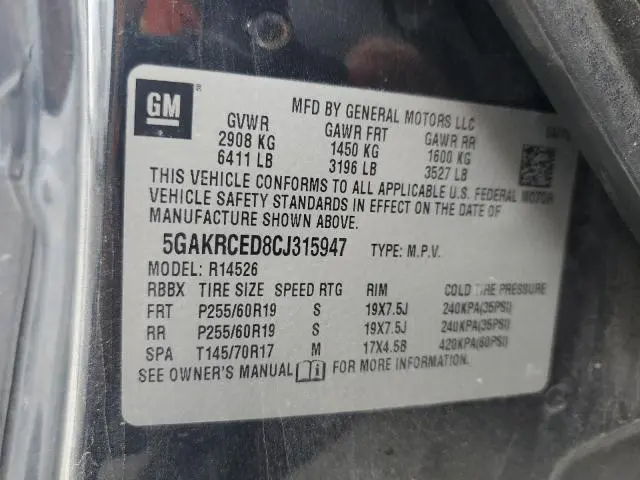 GM
MFD BY GENERAL MOTORS LLC
GVWR GAWR FRT GAWR RR
2908 KG 1450 KG 1600 KG
6411 LB 3196 LB 3527 LB
THIS VEHICLE CONFORMS TO ALL APPLICABLE U.S. FEDERAL MOTOR
VEHICLE SAFETY STANDARDS IN EFFECT ON THE DATE OF
MANUFACTURE SHOWN ABOVE.
5GAKRCED8CJ315947 TYPE: M.P.V.
MODEL: R14526
RBBX TIRE SIZE SPEED RTG RIM COLD TIRE PRESSURE
FRT P255/60R19 S 19X7.5J 240KPA(35PSI)
RR P255/60R19 S 19X7.5J 240KPA(35PSI)
SPA T145/70R17 M 17X4.5B 420KPA(60PSI)
SEE OWNER'S MANUAL FOR MORE INFORMATION.